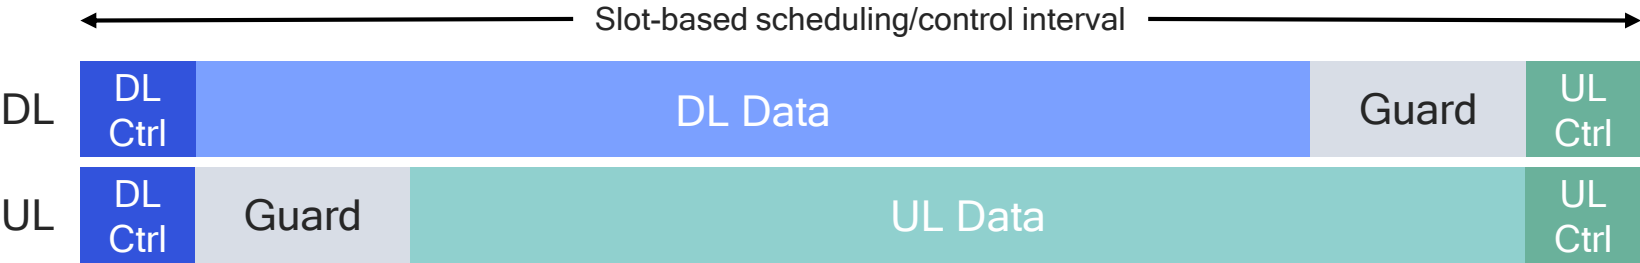 Slot-based scheduling/control interval
DL
DL
Ctrl
DL Data
Guard
UL
Ctrl
UL
DL
Ctrl
Guard
UL Data
UL
Ctrl